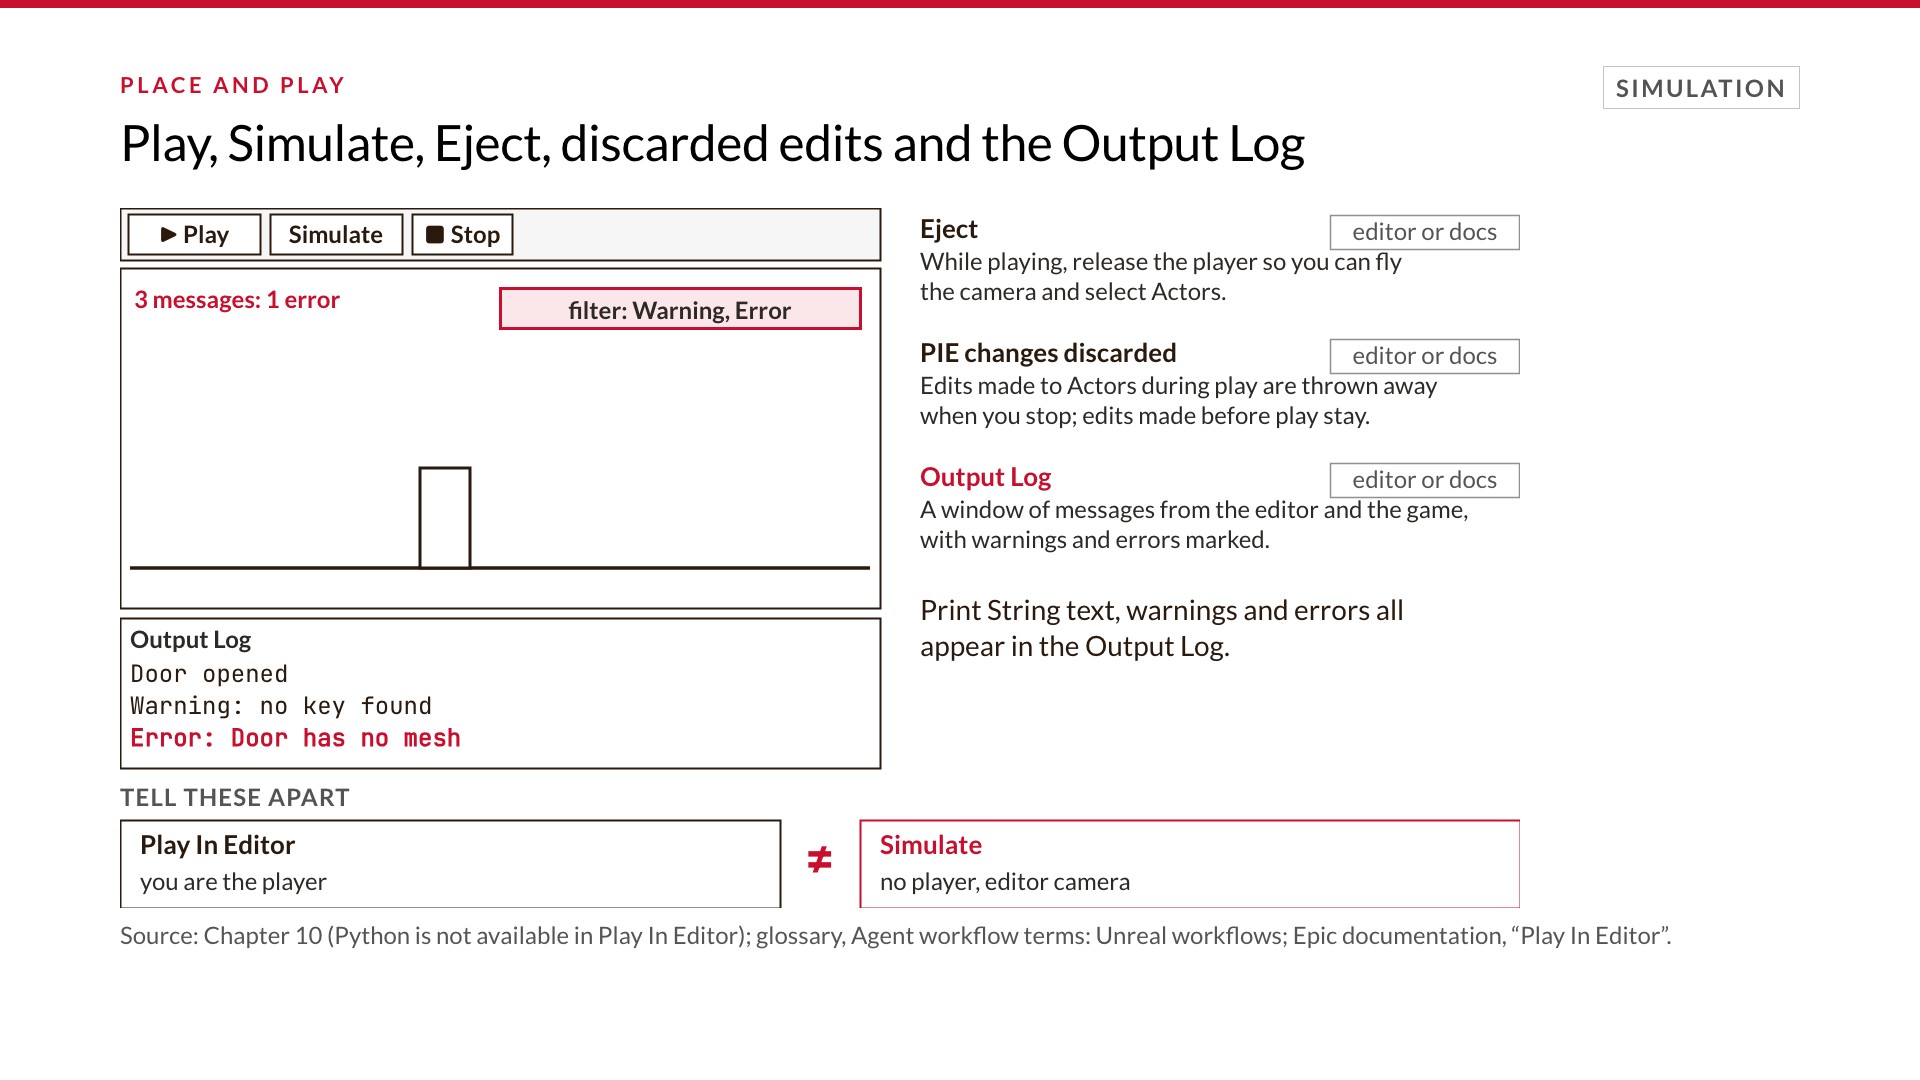 PLACE AND PLAY
SIMULATION
Play, Simulate, Eject, discarded edits and the Output Log
Play
Simulate
Stop
3 messages: 1 error
filter: Warning, Error
Output Log
Door opened
Warning: no key found
Error: Door has no mesh
Eject
editor or docs
While playing, release the player so you can fly
the camera and select Actors.
PIE changes discarded
editor or docs
Edits made to Actors during play are thrown away
when you stop; edits made before play stay.
Output Log
editor or docs
A window of messages from the editor and the game,
with warnings and errors marked.
Print String text, warnings and errors all
appear in the Output Log.
TELL THESE APART
Play In Editor
you are the player
≠
Simulate
no player, editor camera
Source: Chapter 10 (Python is not available in Play In Editor); glossary, Agent workflow terms: Unreal workflows; Epic documentation, “Play In Editor”.